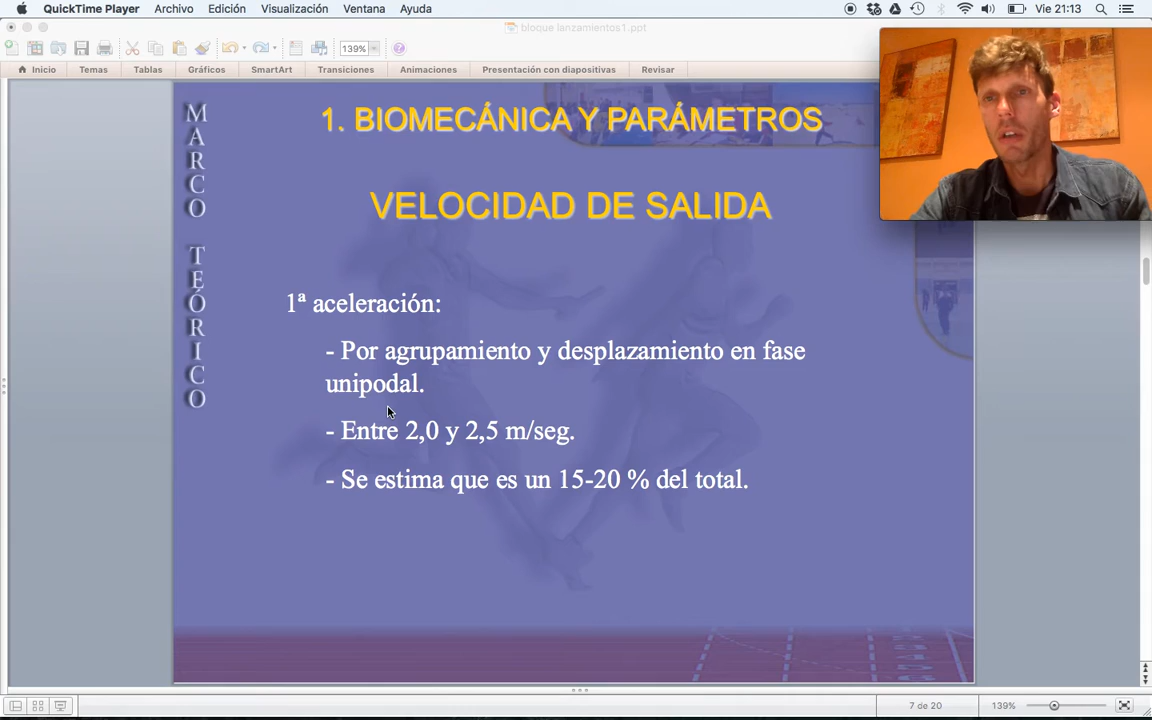 QuickTime Player Archivo Edición Visualización Ventana Ayuda Vie 21:13
bloque lanzamientos1.ppt
139%
Inicio Temas Tablas Gráficos SmartArt Transiciones Animaciones Presentación con diapositivas Revisar
MARCO TEÓRICO
1. BIOMECÁNICA Y PARÁMETROS
VELOCIDAD DE SALIDA
1ª aceleración:
- Por agrupamiento y desplazamiento en fase
unipodal.
- Entre 2,0 y 2,5 m/seg.
- Se estima que es un 15-20 % del total.
7 de 20 139%